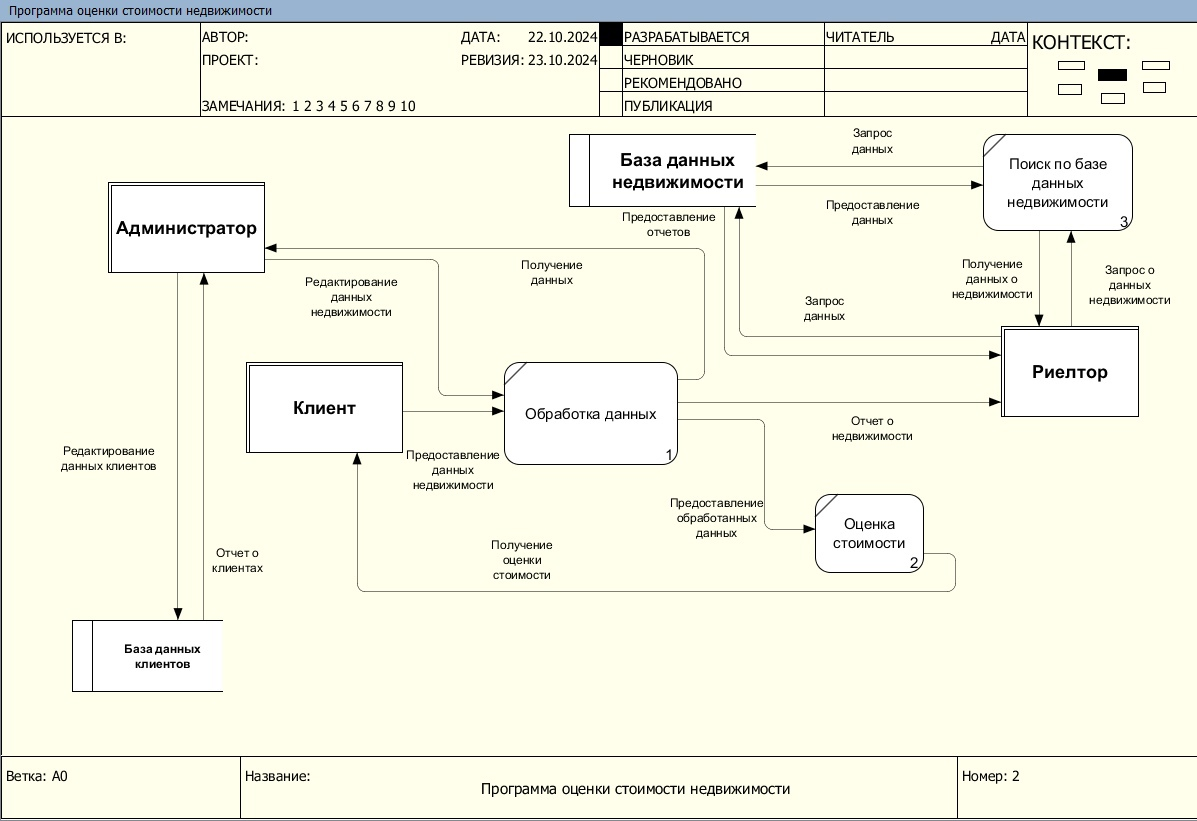 Программа оценки стоимости недвижимости
ИСПОЛЬЗУЕТСЯ В:
АВТОР:
ДАТА: 22.10.2024
ПРОЕКТ:
РЕВИЗИЯ: 23.10.2024
ЗАМЕЧАНИЯ: 1 2 3 4 5 6 7 8 9 10
РАЗРАБАТЫВАЕТСЯ
ЧЕРНОВИК
РЕКОМЕНДОВАНО
ПУБЛИКАЦИЯ
ЧИТАТЕЛЬ
ДАТА
КОНТЕКСТ:
База данных
недвижимости
Запрос
данных
Предоставление
данных
Поиск по базе
данных
недвижимости
3
Администратор
Предоставление
отчетов
Получение
данных
Редактирование
данных
недвижимости
Получение
данных о
недвижимости
Запрос о
данных
недвижимости
Запрос
данных
Риелтор
Клиент
Обработка данных
1
Отчет о
недвижимости
Предоставление
данных
недвижимости
Редактирование
данных клиентов
Предоставление
обработанных
данных
Оценка
стоимости
2
Получение
оценки
стоимости
Отчет о
клиентах
База данных
клиентов
Ветка: A0
Название:
Программа оценки стоимости недвижимости
Номер: 2